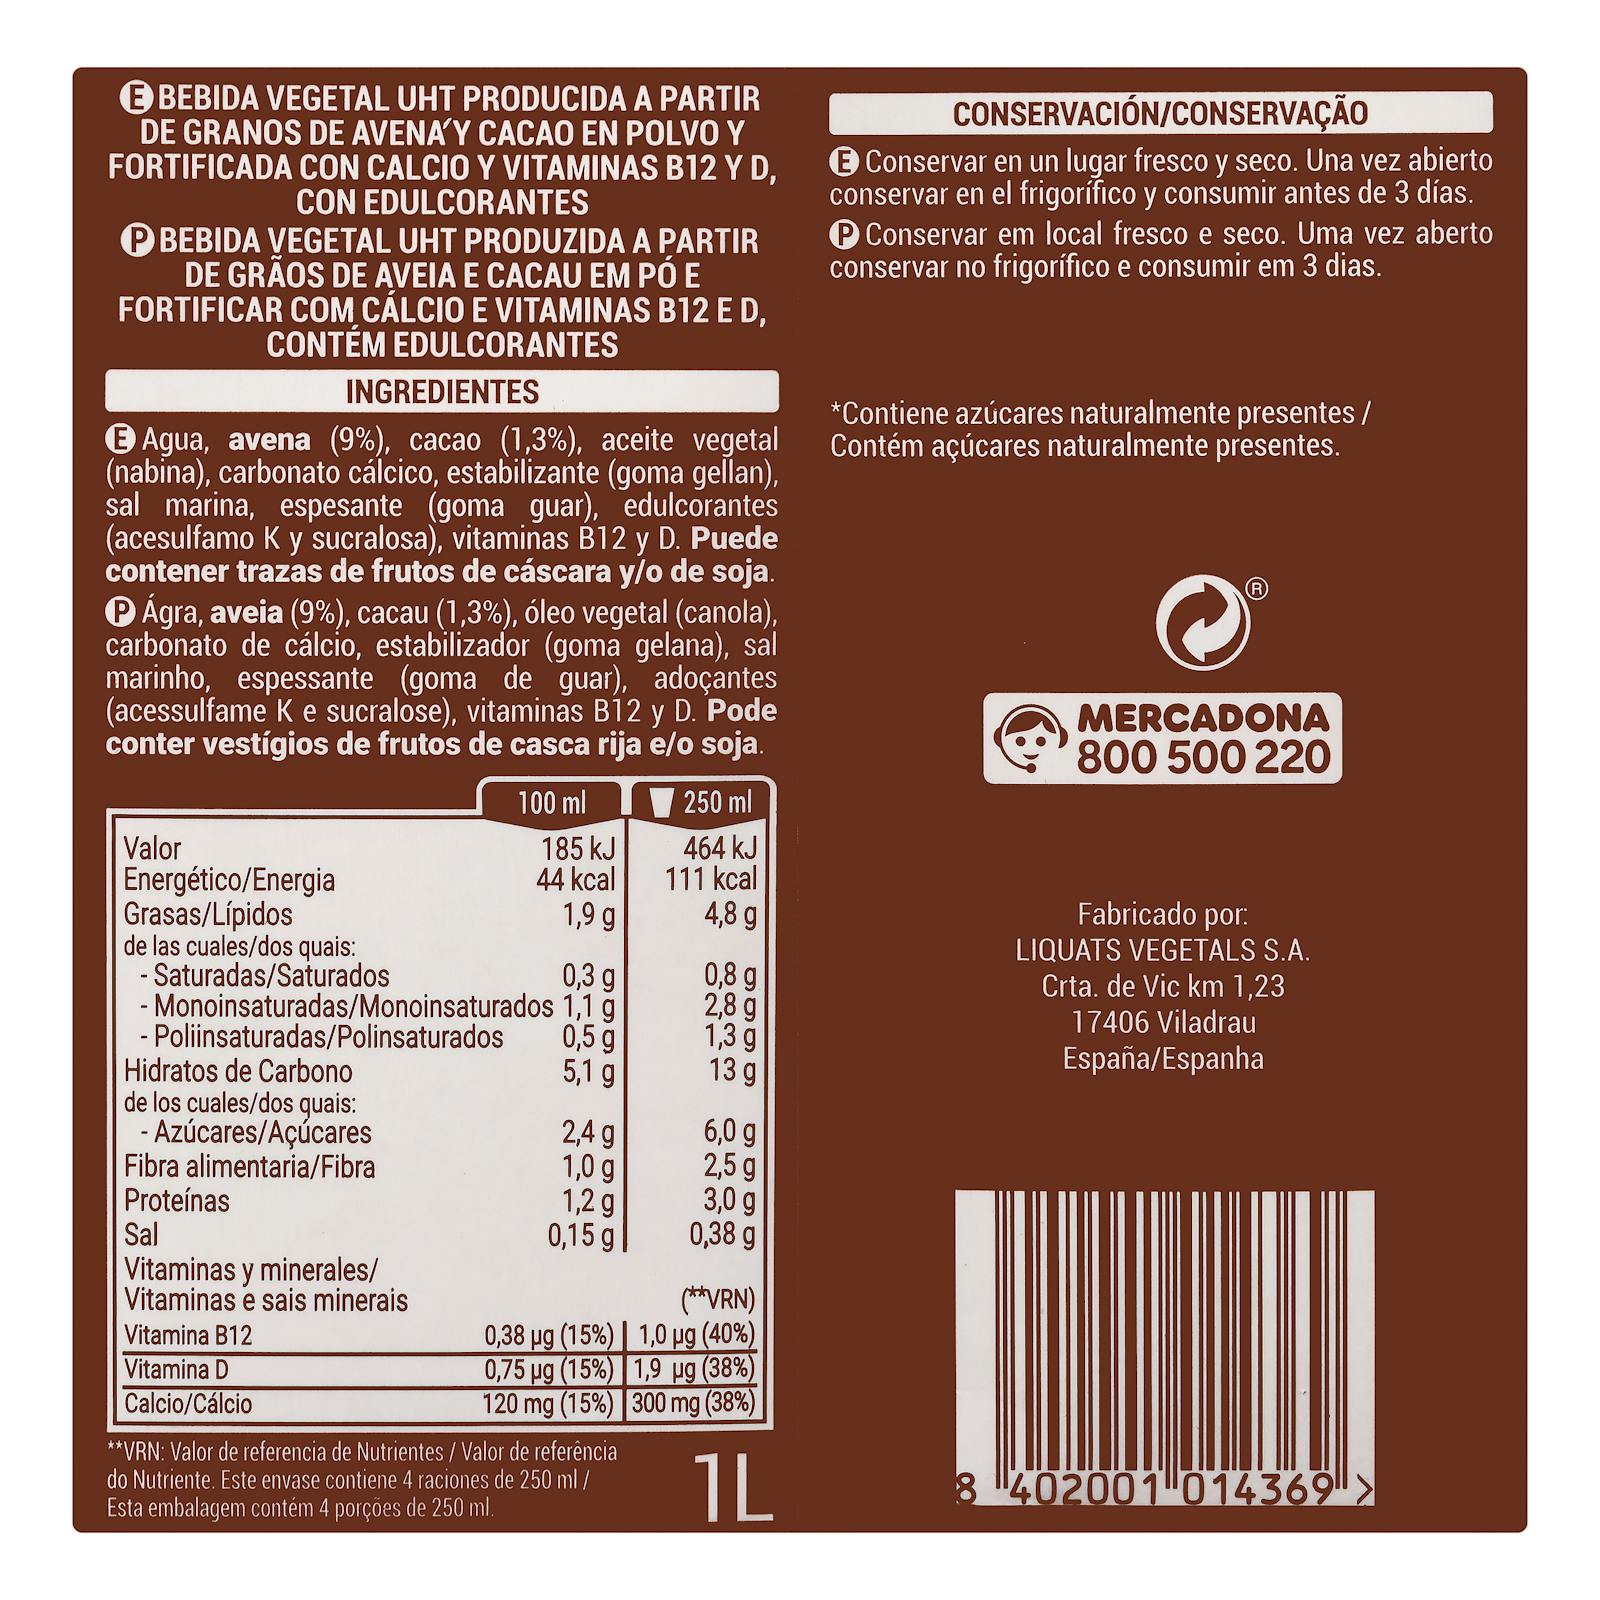 E BEBIDA VEGETAL UHT PRODUCIDA A PARTIR
DE GRANOS DE AVENA´Y CACAO EN POLVO Y
FORTIFICADA CON CALCIO Y VITAMINAS B12 Y D,
CON EDULCORANTES
P BEBIDA VEGETAL UHT PRODUZIDA A PARTIR
DE GRÃOS DE AVEIA E CACAU EM PÓ E
FORTIFICAR COM CÁLCIO E VITAMINAS B12 E D,
CONTÉM EDULCORANTES
INGREDIENTES
E Agua, avena (9%), cacao (1,3%), aceite vegetal
(nabina), carbonato cálcico, estabilizante (goma gellan),
sal marina, espesante (goma guar), edulcorantes
(acesulfamo K y sucralosa), vitaminas B12 y D. Puede
contener trazas de frutos de cáscara y/o de soja.
P Ágra, aveia (9%), cacau (1,3%), óleo vegetal (canola),
carbonato de cálcio, estabilizador (goma gelana), sal
marinho, espessante (goma de guar), adoçantes
(acessulfame K e sucralose), vitaminas B12 y D. Pode
conter vestígios de frutos de casca rija e/o soja.
100 ml 250 ml
Valor 185 kJ 464 kJ
Energético/Energia 44 kcal 111 kcal
Grasas/Lípidos 1,9 g 4,8 g
de las cuales/dos quais:
- Saturadas/Saturados 0,3 g 0,8 g
- Monoinsaturadas/Monoinsaturados 1,1 g 2,8 g
- Poliinsaturadas/Polinsaturados 0,5 g 1,3 g
Hidratos de Carbono 5,1 g 13 g
de los cuales/dos quais:
- Azúcares/Açúcares 2,4 g 6,0 g
Fibra alimentaria/Fibra 1,0 g 2,5 g
Proteínas 1,2 g 3,0 g
Sal 0,15 g 0,38 g
Vitaminas y minerales/
Vitaminas e sais minerais (**VRN)
Vitamina B12 0,38 µg (15%) 1,0 µg (40%)
Vitamina D 0,75 µg (15%) 1,9 µg (38%)
Calcio/Cálcio 120 mg (15%) 300 mg (38%)
**VRN: Valor de referencia de Nutrientes / Valor de referência
do Nutriente. Este envase contiene 4 raciones de 250 ml /
Esta embalagem contém 4 porções de 250 ml.
1L
CONSERVACIÓN/CONSERVAÇÃO
E Conservar en un lugar fresco y seco. Una vez abierto
conservar en el frigorífico y consumir antes de 3 días.
P Conservar em local fresco e seco. Uma vez aberto
conservar no frigorífico e consumir em 3 dias.
*Contiene azúcares naturalmente presentes /
Contém açúcares naturalmente presentes.
®
MERCADONA
800 500 220
Fabricado por:
LIQUATS VEGETALS S.A.
Crta. de Vic km 1,23
17406 Viladrau
España/Espanha
8 402001 014369 >